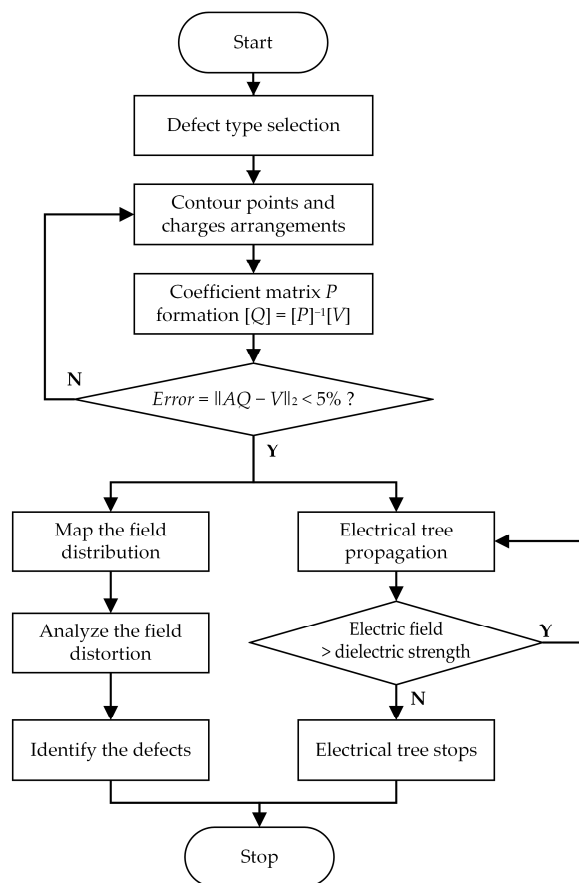 Start
Defect type selection
Contour points and
charges arrangements
Coefficient matrix P
formation [Q] = [P]⁻¹[V]
N
Error = ||AQ − V||₂ < 5% ?
Y
Map the field
distribution
Electrical tree
propagation
Analyze the field
distortion
Electric field
> dielectric strength
Y
N
Identify the defects
Electrical tree stops
Stop